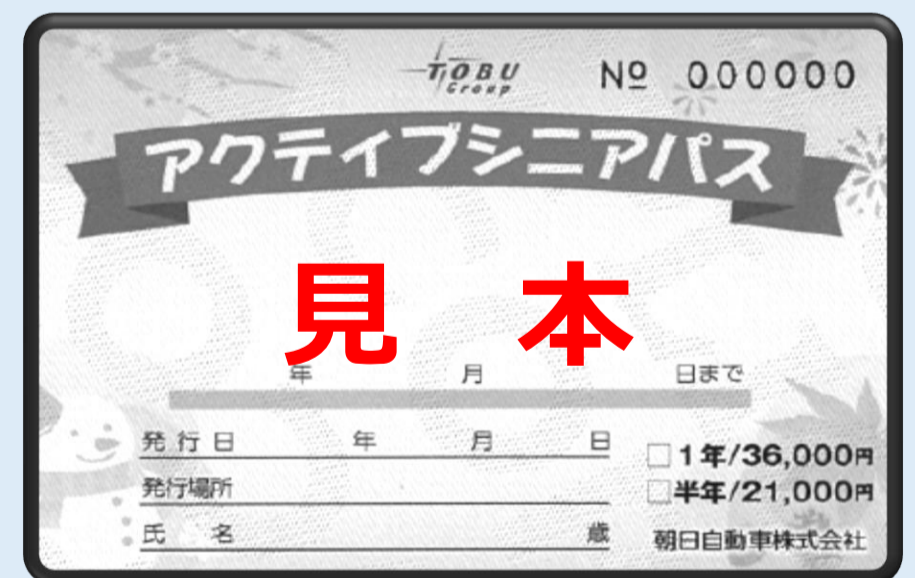 TOBU Group
№ 000000
アクティブシニアパス
見 本
年 月 日まで
発行日 年 月 日
発行場所
氏 名 歳
□1年/36,000円
□半年/21,000円
朝日自動車株式会社